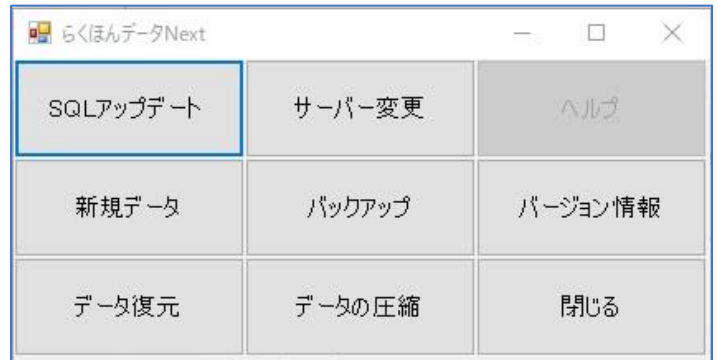 らくほんデータNext
SQLアップデート サーバー変更 ヘルプ
新規データ バックアップ バージョン情報
データ復元 データの圧縮 閉じる